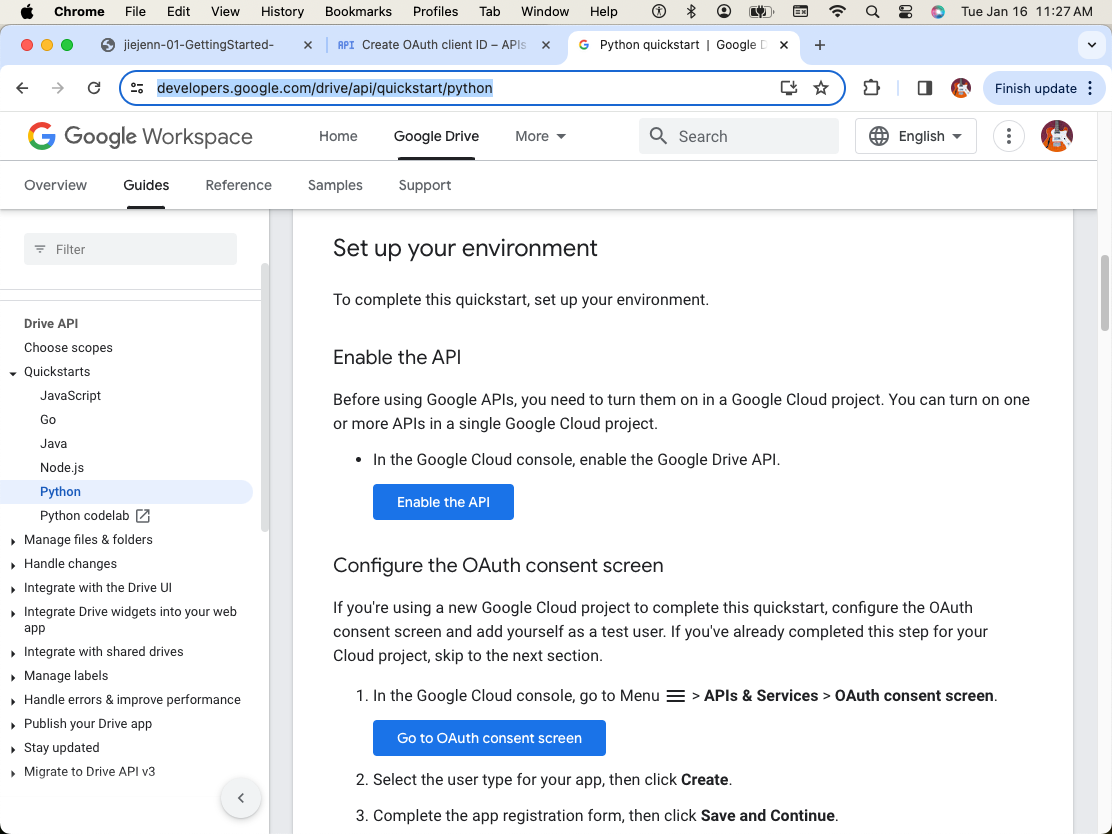 Chrome File Edit View History Bookmarks Profiles Tab Window Help Tue Jan 16 11:27 AM
jiejenn-01-GettingStarted-
API Create OAuth client ID – APIs
Python quickstart | Google D
developers.google.com/drive/api/quickstart/python
Finish update
Google Workspace
Home Google Drive More
Search
English
Overview Guides Reference Samples Support
Filter
Drive API
Choose scopes
Quickstarts
JavaScript
Go
Java
Node.js
Python
Python codelab
Manage files & folders
Handle changes
Integrate with the Drive UI
Integrate Drive widgets into your web
app
Integrate with shared drives
Manage labels
Handle errors & improve performance
Publish your Drive app
Stay updated
Migrate to Drive API v3
Set up your environment
To complete this quickstart, set up your environment.
Enable the API
Before using Google APIs, you need to turn them on in a Google Cloud project. You can turn on one
or more APIs in a single Google Cloud project.
• In the Google Cloud console, enable the Google Drive API.
Enable the API
Configure the OAuth consent screen
If you're using a new Google Cloud project to complete this quickstart, configure the OAuth
consent screen and add yourself as a test user. If you've already completed this step for your
Cloud project, skip to the next section.
1. In the Google Cloud console, go to Menu > APIs & Services > OAuth consent screen.
Go to OAuth consent screen
2. Select the user type for your app, then click Create.
3. Complete the app registration form, then click Save and Continue.